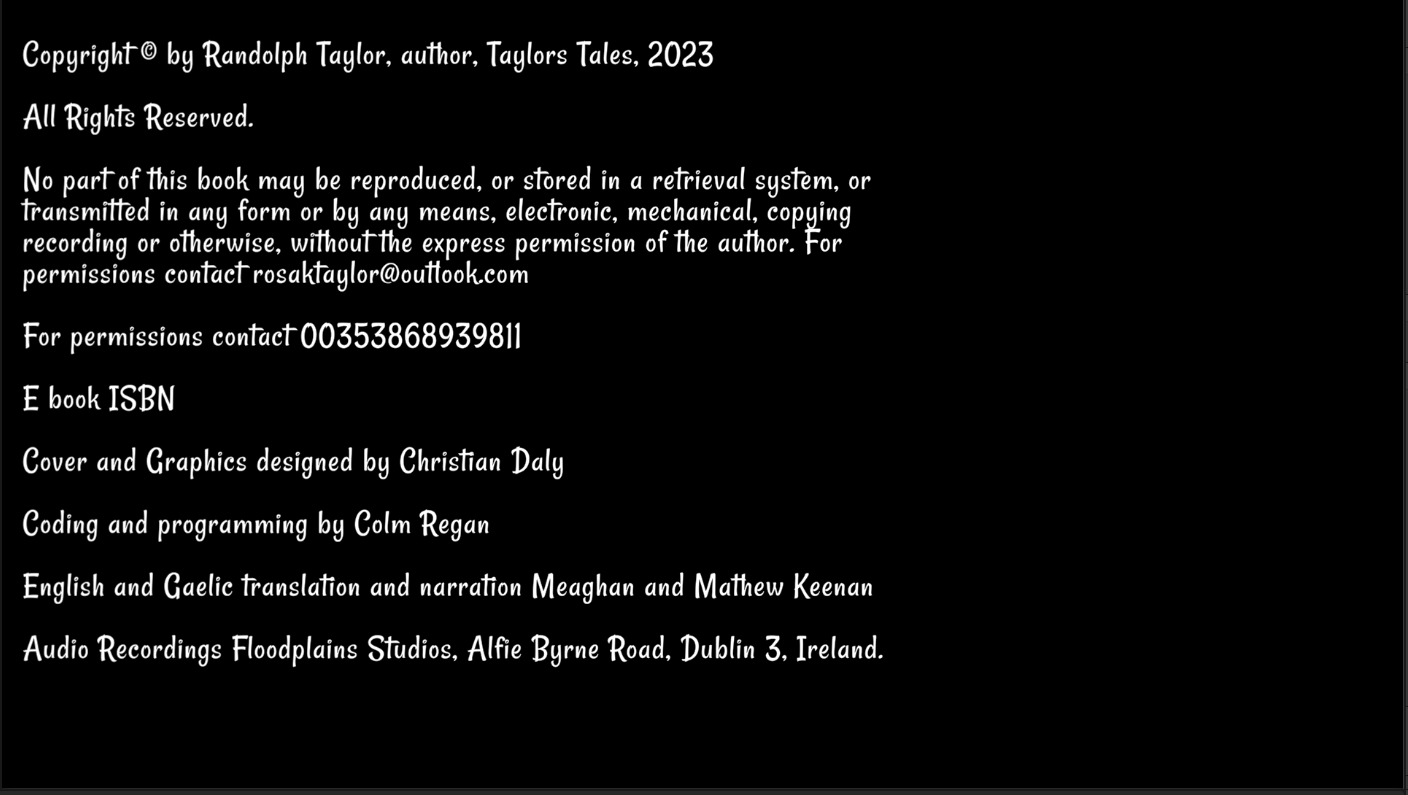 Copyright © by Randolph Taylor, author, Taylors Tales, 2023
All Rights Reserved.
No part of this book may be reproduced, or stored in a retrieval system, or
transmitted in any form or by any means, electronic, mechanical, copying
recording or otherwise, without the express permission of the author. For
permissions contact rosaktaylor@outlook.com
For permissions contact 00353868939811
E book ISBN
Cover and Graphics designed by Christian Daly
Coding and programming by Colm Regan
English and Gaelic translation and narration Meaghan and Mathew Keenan
Audio Recordings Floodplains Studios, Alfie Byrne Road, Dublin 3, Ireland.